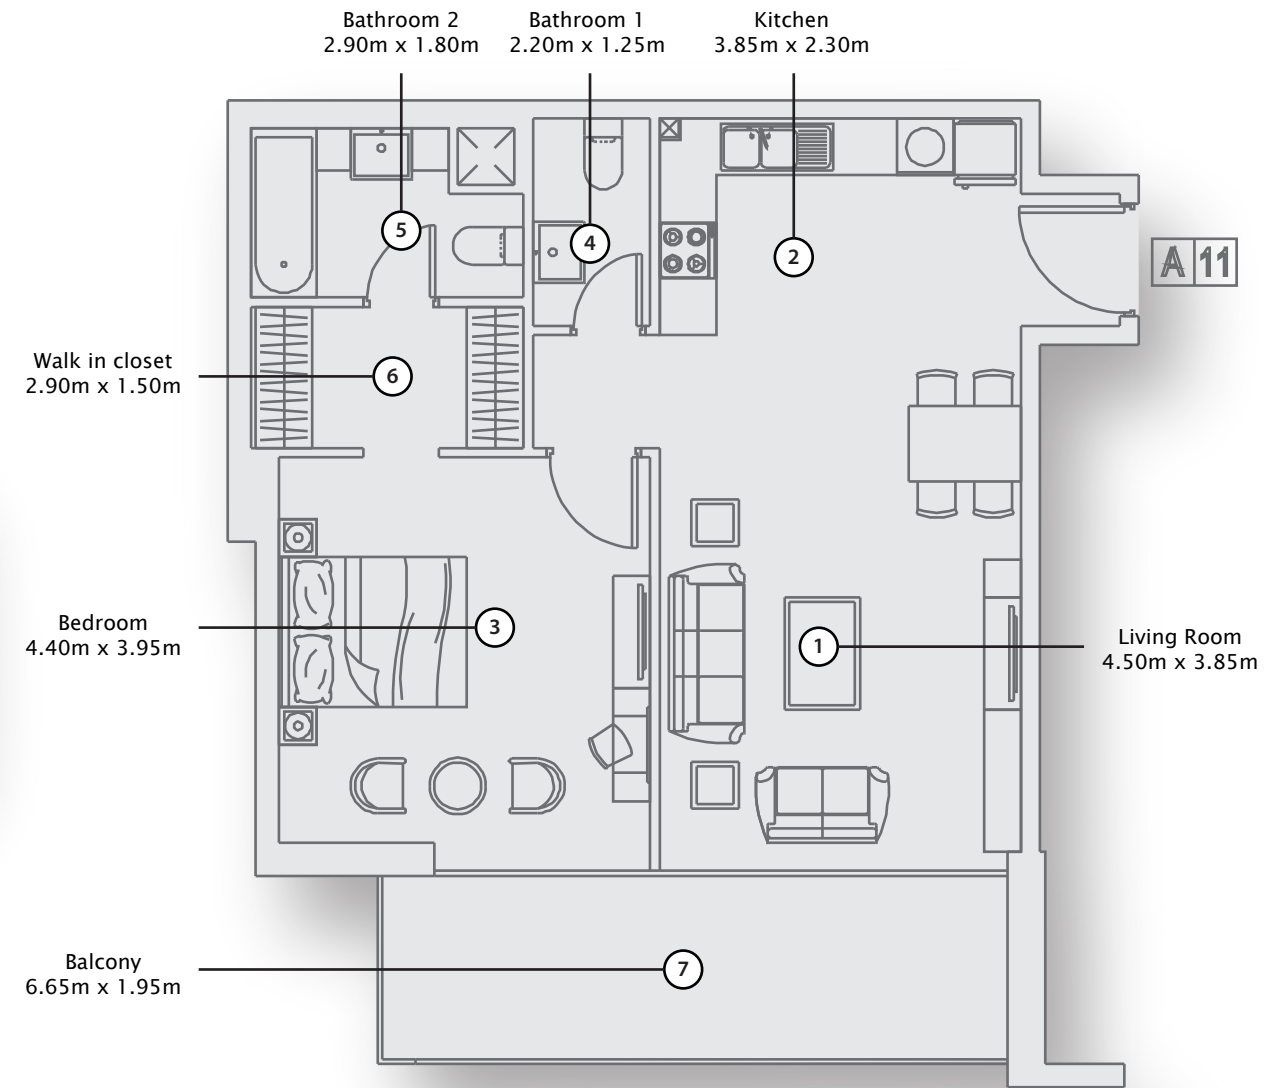 Bathroom 2
2.90m x 1.80m
Bathroom 1
2.20m x 1.25m
Kitchen
3.85m x 2.30m
5
4
2
A 11
Walk in closet
2.90m x 1.50m
6
Bedroom
4.40m x 3.95m
3
1
Living Room
4.50m x 3.85m
Balcony
6.65m x 1.95m
7